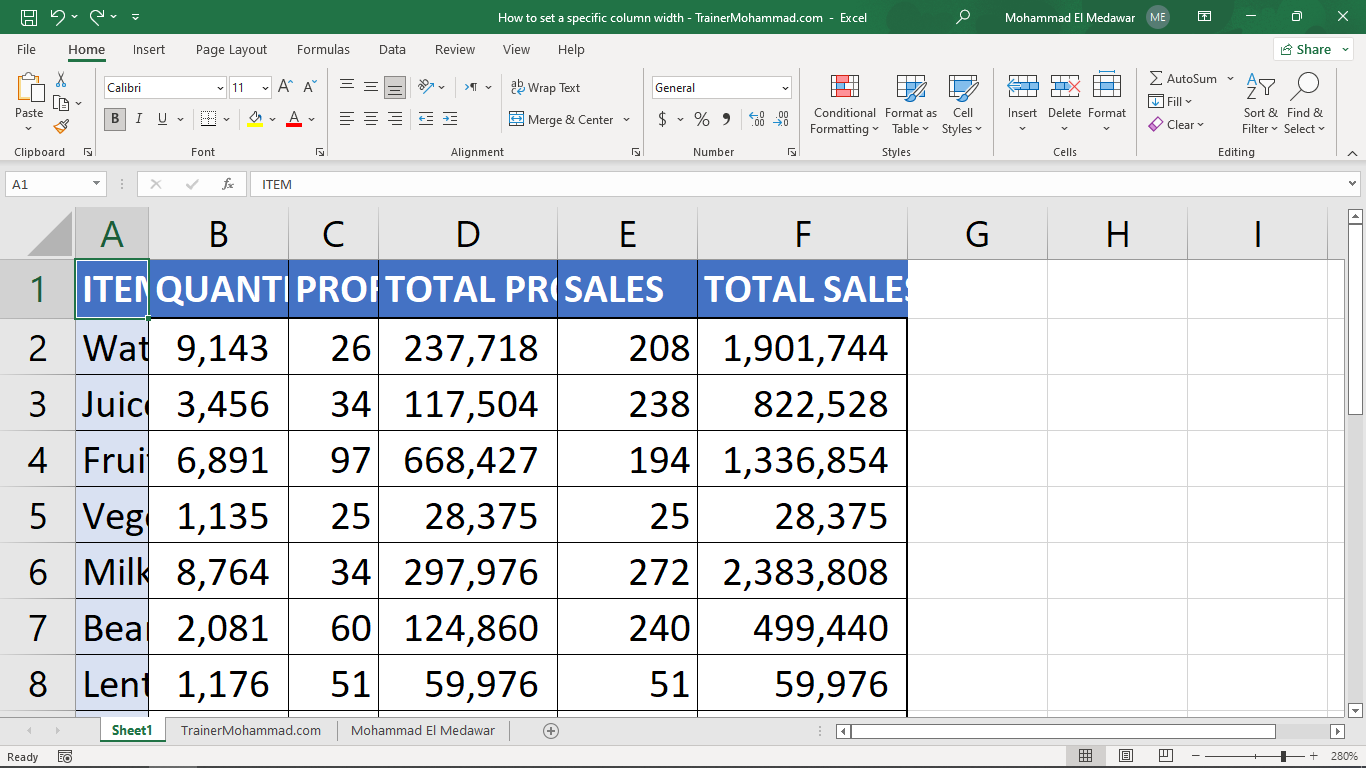 How to set a specific column width - TrainerMohammad.com - Excel
Mohammad El Medawar ME
File Home Insert Page Layout Formulas Data Review View Help Share
Paste
Clipboard
Calibri 11
B I U A
Font
Wrap Text
Merge & Center
Alignment
General
$ % 9
Number
Conditional Formatting
Format as Table
Cell Styles
Styles
Insert Delete Format
Cells
AutoSum
Fill
Clear
Sort & Filter
Find & Select
Editing
A1 fx ITEM
A B C D E F G H I
1 ITEM QUANTI PROF TOTAL PRO SALES TOTAL SALES
2 Wat 9,143 26 237,718 208 1,901,744
3 Juice 3,456 34 117,504 238 822,528
4 Fruit 6,891 97 668,427 194 1,336,854
5 Vege 1,135 25 28,375 25 28,375
6 Milk 8,764 34 297,976 272 2,383,808
7 Bean 2,081 60 124,860 240 499,440
8 Lent 1,176 51 59,976 51 59,976
Sheet1 TrainerMohammad.com Mohammad El Medawar
Ready 280%